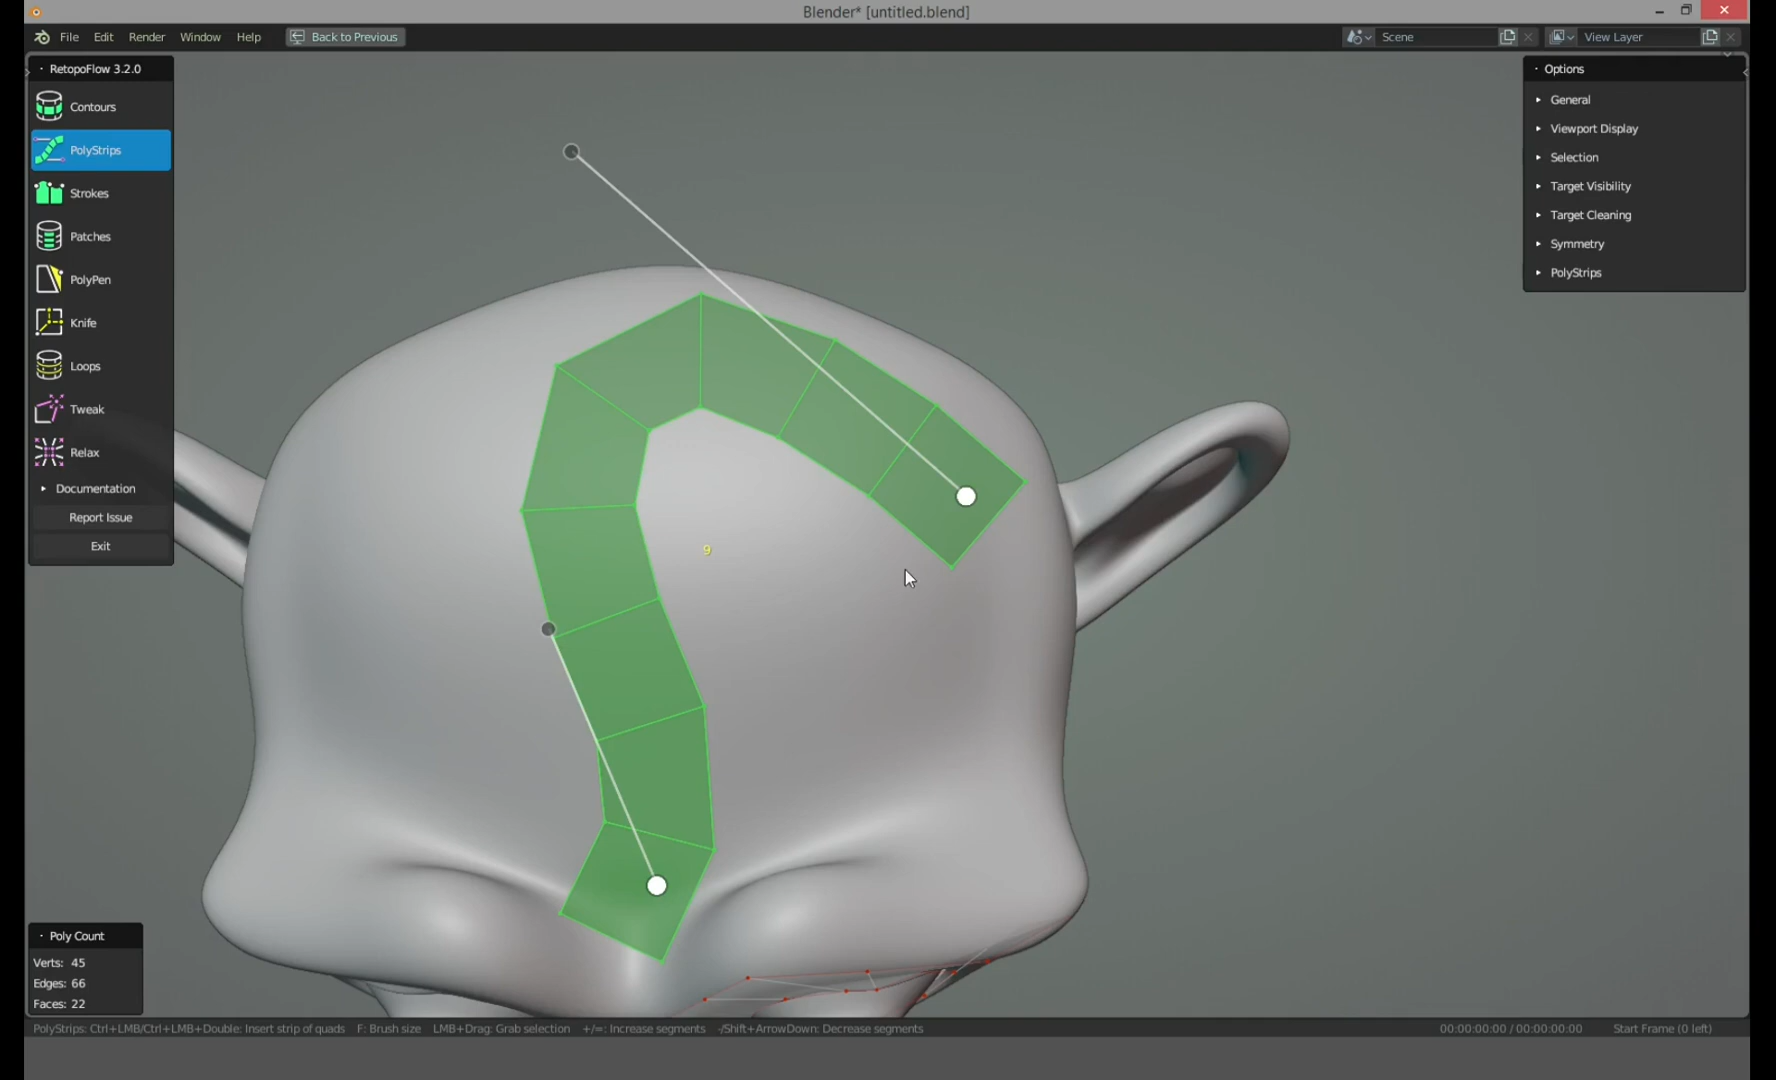 Blender* [untitled.blend]
File Edit Render Window Help Back to Previous Scene View Layer
RetopoFlow 3.2.0
Contours
PolyStrips
Strokes
Patches
PolyPen
Knife
Loops
Tweak
Relax
Documentation
Report Issue
Exit
Options
General
Viewport Display
Selection
Target Visibility
Target Cleaning
Symmetry
PolyStrips
9
Poly Count
Verts: 45
Edges: 66
Faces: 22
PolyStrips: Ctrl+LMB/Ctrl+LMB+Double: Insert strip of quads F: Brush size LMB+Drag: Grab selection +/=: Increase segments -/Shift+ArrowDown: Decrease segments 00:00:00:00 / 00:00:00:00 Start Frame (0 left)